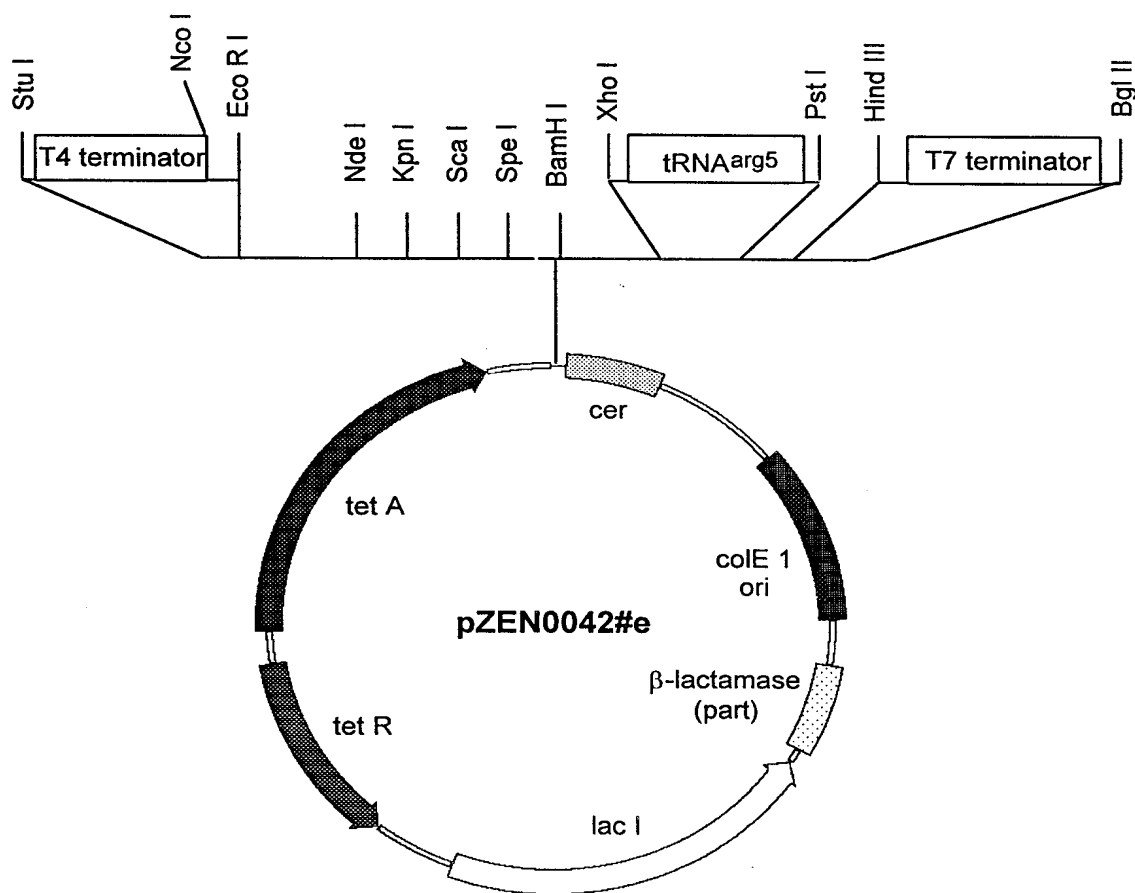 Stu I
Nco I
Eco R I
Nde I
Kpn I
Sca I
Spe I
BamH I
Xho I
Pst I
Hind III
Bgl II
T4 terminator
tRNAarg5
T7 terminator
cer
tet A
colE 1
ori
pZEN0042#e
β-lactamase
(part)
tet R
lac I